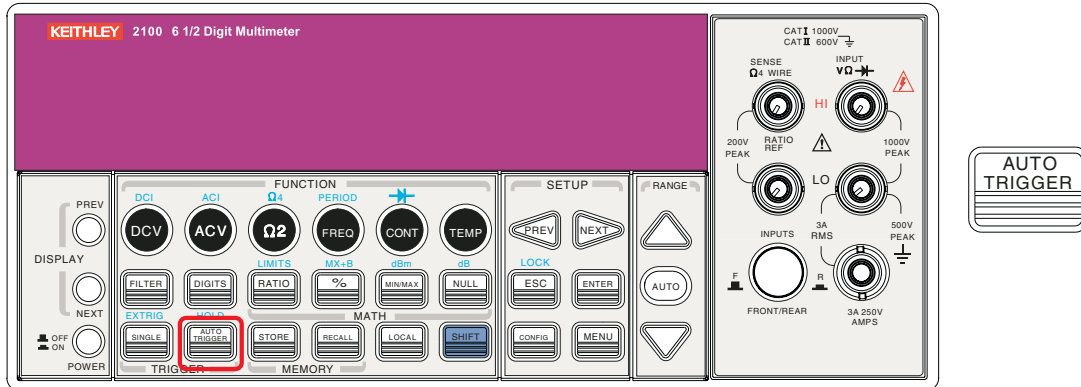 KEITHLEY 2100 6 1/2 Digit Multimeter
CAT I 1000V
CAT II 600V
SENSE
Ω4 WIRE
INPUT
VΩ
HI
200V
PEAK
RATIO
REF
1000V
PEAK
LO
3A
RMS
500V
PEAK
INPUTS
F
R
FRONT/REAR
3A 250V
AMPS
PREV
DISPLAY
NEXT
OFF
ON
POWER
FUNCTION
DCI
ACI
Ω4
PERIOD
DCV
ACV
Ω2
FREQ
CONT
TEMP
LIMITS
MX+B
dBm
dB
FILTER
DIGITS
RATIO
%
MIN/MAX
NULL
EXTRIG
HOLD
MATH
SINGLE
AUTO
TRIGGER
STORE
RECALL
LOCAL
SHIFT
TRIGGER
MEMORY
SETUP
PREV
NEXT
LOCK
ESC
ENTER
CONFIG
MENU
RANGE
AUTO
AUTO
TRIGGER